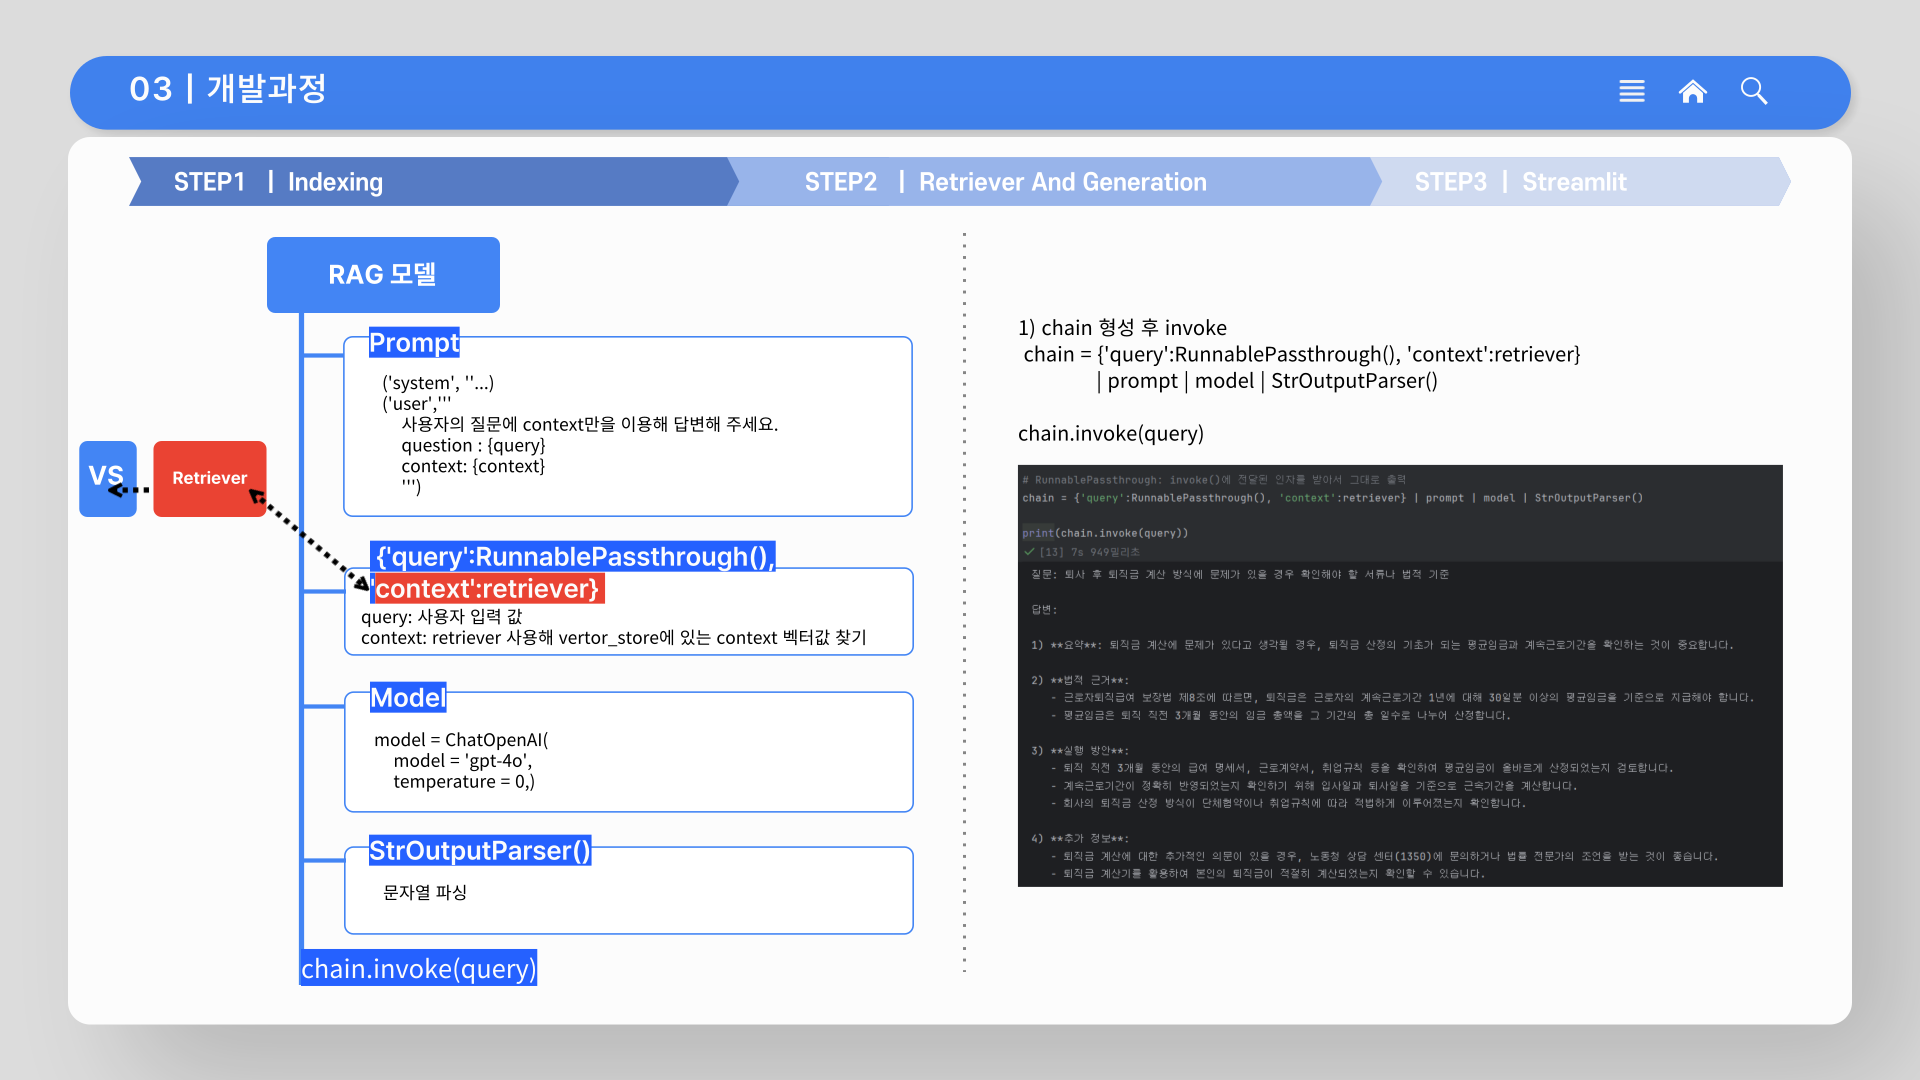 03 | 개발과정
STEP1 | Indexing
STEP2 | Retriever And Generation
STEP3 | Streamlit
RAG 모델
Prompt
('system', ''...)
('user','''
사용자의 질문에 context만을 이용해 답변해 주세요.
question : {query}
context: {context}
''')
VS
Retriever
{'query':RunnablePassthrough(),
'context':retriever}
query: 사용자 입력 값
context: retriever 사용해 vertor_store에 있는 context 벡터값 찾기
Model
model = ChatOpenAI(
model = 'gpt-4o',
temperature = 0,)
StrOutputParser()
문자열 파싱
chain.invoke(query)
1) chain 형성 후 invoke
chain = {'query':RunnablePassthrough(), 'context':retriever}
| prompt | model | StrOutputParser()
chain.invoke(query)
# RunnablePassthrough: invoke()에 전달된 인자를 받아서 그대로 출력
chain = {'query':RunnablePassthrough(), 'context':retriever} | prompt | model | StrOutputParser()
print(chain.invoke(query))
[13] 7s 949밀리초
질문: 퇴사 후 퇴직금 계산 방식에 문제가 있을 경우 확인해야 할 서류나 법적 기준
답변:
1) **요약**: 퇴직금 계산에 문제가 있다고 생각될 경우, 퇴직금 산정의 기초가 되는 평균임금과 계속근로기간을 확인하는 것이 중요합니다.
2) **법적 근거**:
- 근로자퇴직급여 보장법 제8조에 따르면, 퇴직금은 근로자의 계속근로기간 1년에 대해 30일분 이상의 평균임금을 기준으로 지급해야 합니다.
- 평균임금은 퇴직 직전 3개월 동안의 임금 총액을 그 기간의 총 일수로 나누어 산정합니다.
3) **실행 방안**:
- 퇴직 직전 3개월 동안의 급여 명세서, 근로계약서, 취업규칙 등을 확인하여 평균임금이 올바르게 산정되었는지 검토합니다.
- 계속근로기간이 정확히 반영되었는지 확인하기 위해 입사일과 퇴사일을 기준으로 근속기간을 계산합니다.
- 회사의 퇴직금 산정 방식이 단체협약이나 취업규칙에 따라 적법하게 이루어졌는지 확인합니다.
4) **추가 정보**:
- 퇴직금 계산에 대한 추가적인 의문이 있을 경우, 노동청 상담 센터(1350)에 문의하거나 법률 전문가의 조언을 받는 것이 좋습니다.
- 퇴직금 계산기를 활용하여 본인의 퇴직금이 적절히 계산되었는지 확인할 수 있습니다.